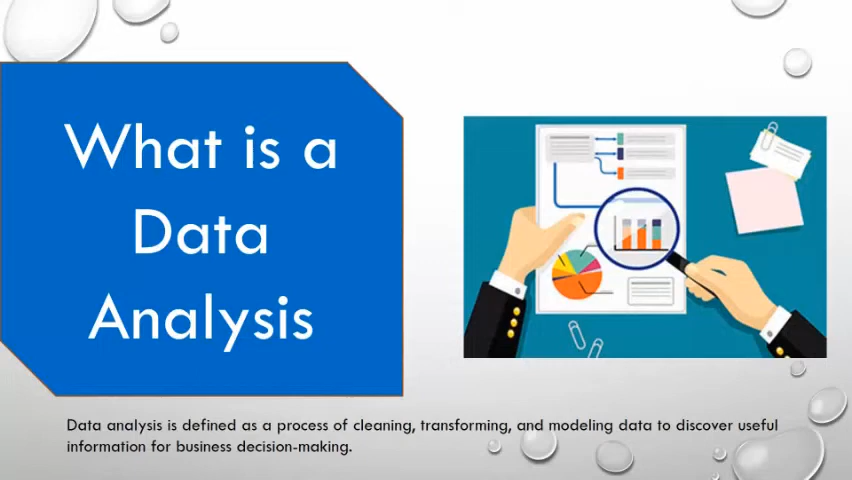 What is a
Data
Analysis
Data analysis is defined as a process of cleaning, transforming, and modeling data to discover useful
information for business decision-making.